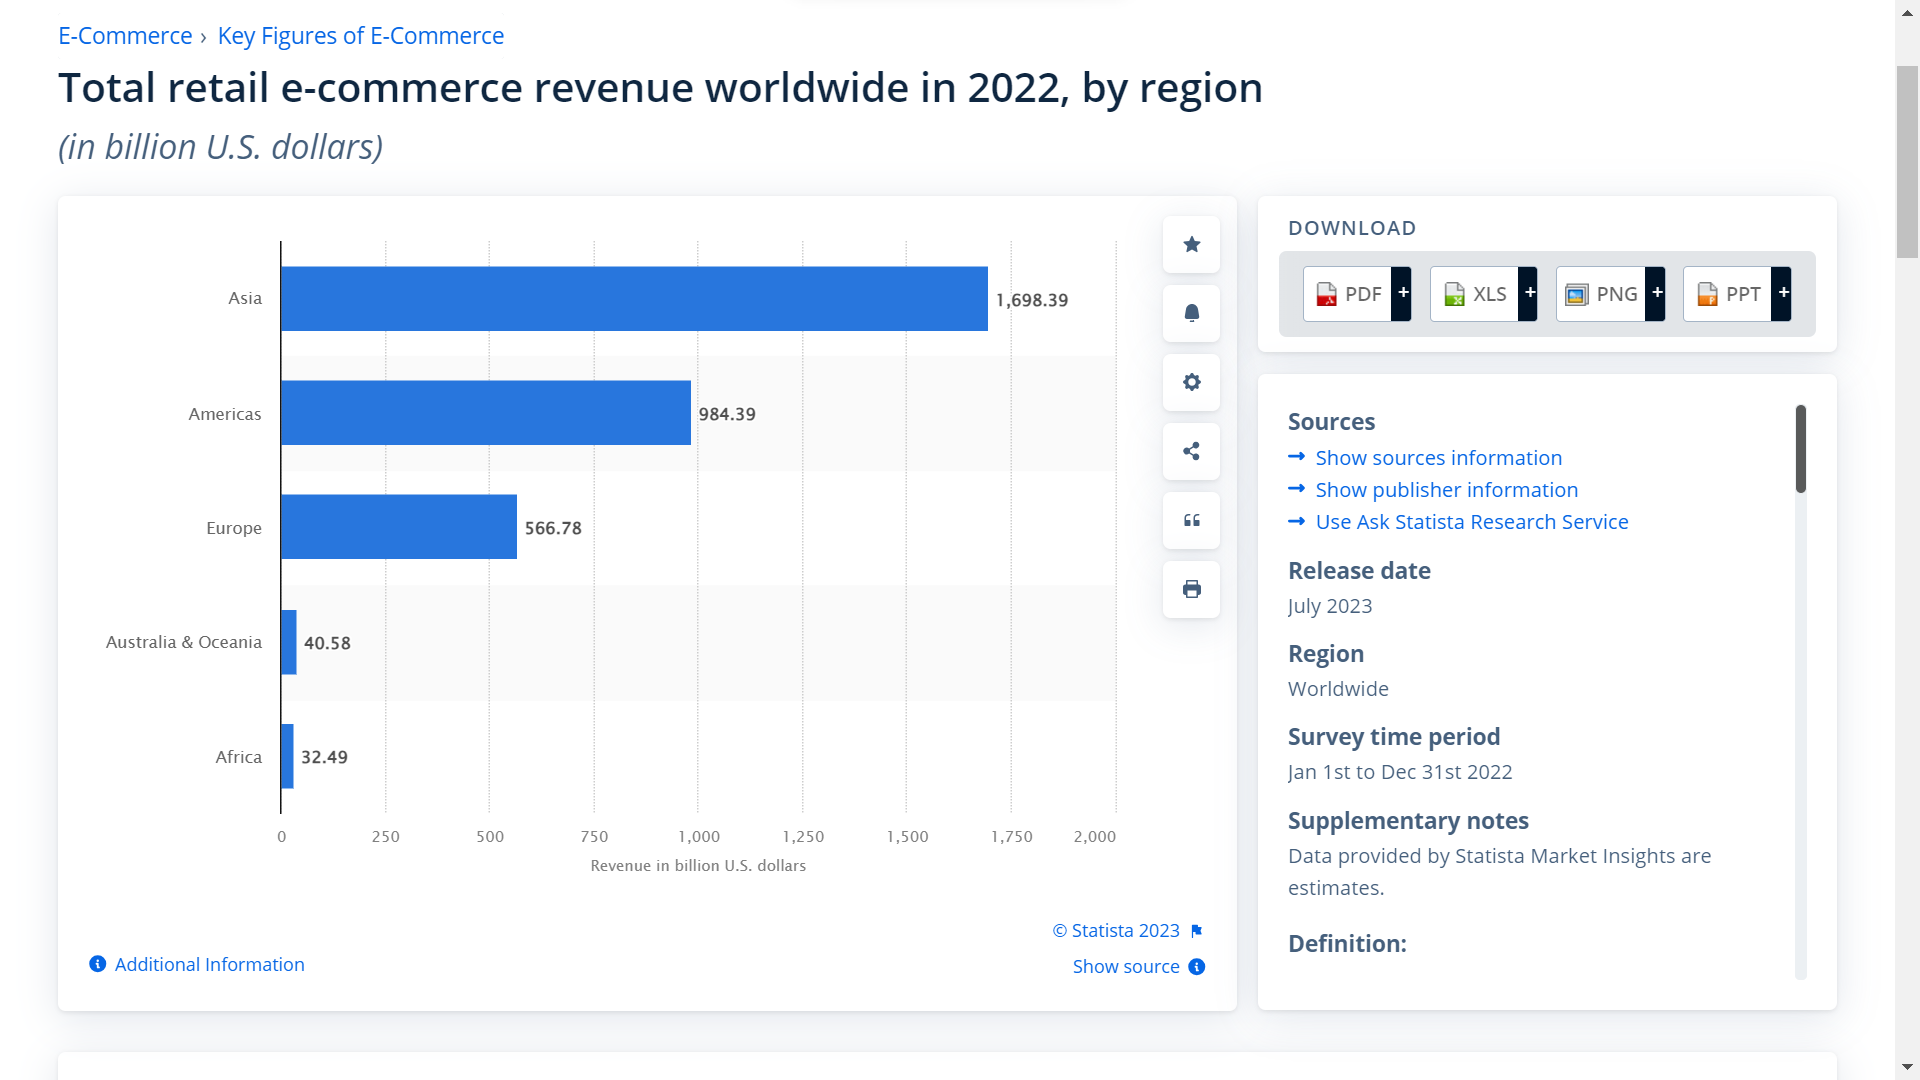 E-Commerce › Key Figures of E-Commerce
Total retail e-commerce revenue worldwide in 2022, by region
(in billion U.S. dollars)
Asia 1,698.39
Americas 984.39
Europe 566.78
Australia & Oceania 40.58
Africa 32.49
0 250 500 750 1,000 1,250 1,500 1,750 2,000
Revenue in billion U.S. dollars
© Statista 2023
Additional Information
Show source
DOWNLOAD
PDF + XLS + PNG + PPT +
Sources
Show sources information
Show publisher information
Use Ask Statista Research Service
Release date
July 2023
Region
Worldwide
Survey time period
Jan 1st to Dec 31st 2022
Supplementary notes
Data provided by Statista Market Insights are
estimates.
Definition: